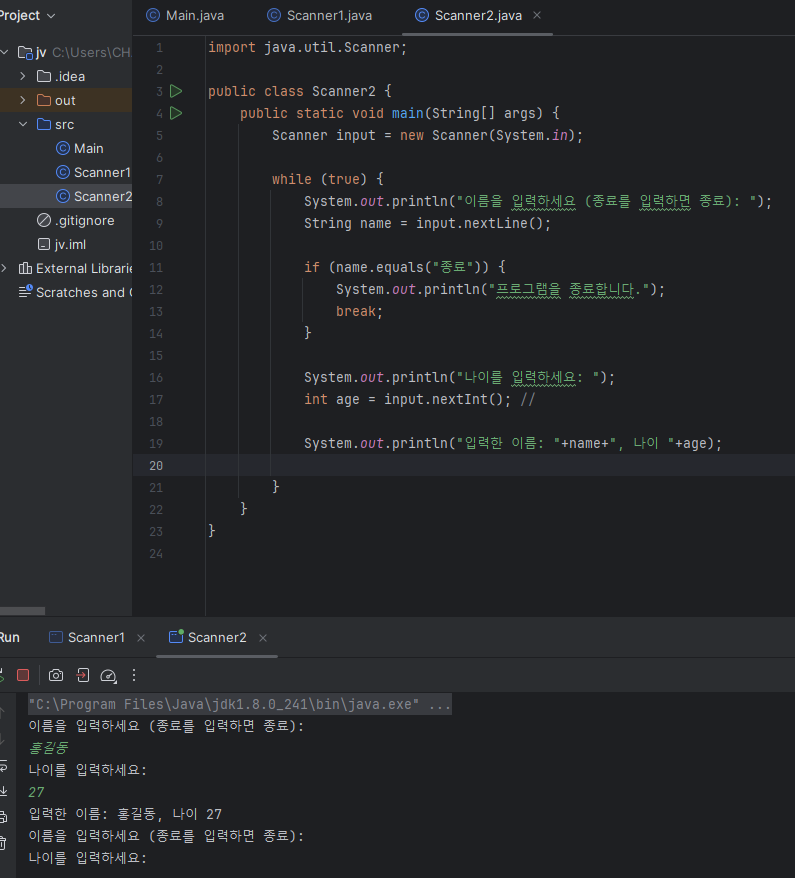 Project
Main.java
Scanner1.java
Scanner2.java
jv C:\Users\CH
.idea
out
src
Main
Scanner1
Scanner2
.gitignore
jv.iml
External Librarie
Scratches and C
1 import java.util.Scanner;
2
3 public class Scanner2 {
4 public static void main(String[] args) {
5 Scanner input = new Scanner(System.in);
6
7 while (true) {
8 System.out.println("이름을 입력하세요 (종료를 입력하면 종료): ");
9 String name = input.nextLine();
10
11 if (name.equals("종료")) {
12 System.out.println("프로그램을 종료합니다.");
13 break;
14 }
15
16 System.out.println("나이를 입력하세요: ");
17 int age = input.nextInt(); //
18
19 System.out.println("입력한 이름: "+name+", 나이 "+age);
20
21 }
22 }
23 }
24
Run
Scanner1
Scanner2
"C:\Program Files\Java\jdk1.8.0_241\bin\java.exe" ...
이름을 입력하세요 (종료를 입력하면 종료):
홍길동
나이를 입력하세요:
27
입력한 이름: 홍길동, 나이 27
이름을 입력하세요 (종료를 입력하면 종료):
나이를 입력하세요: